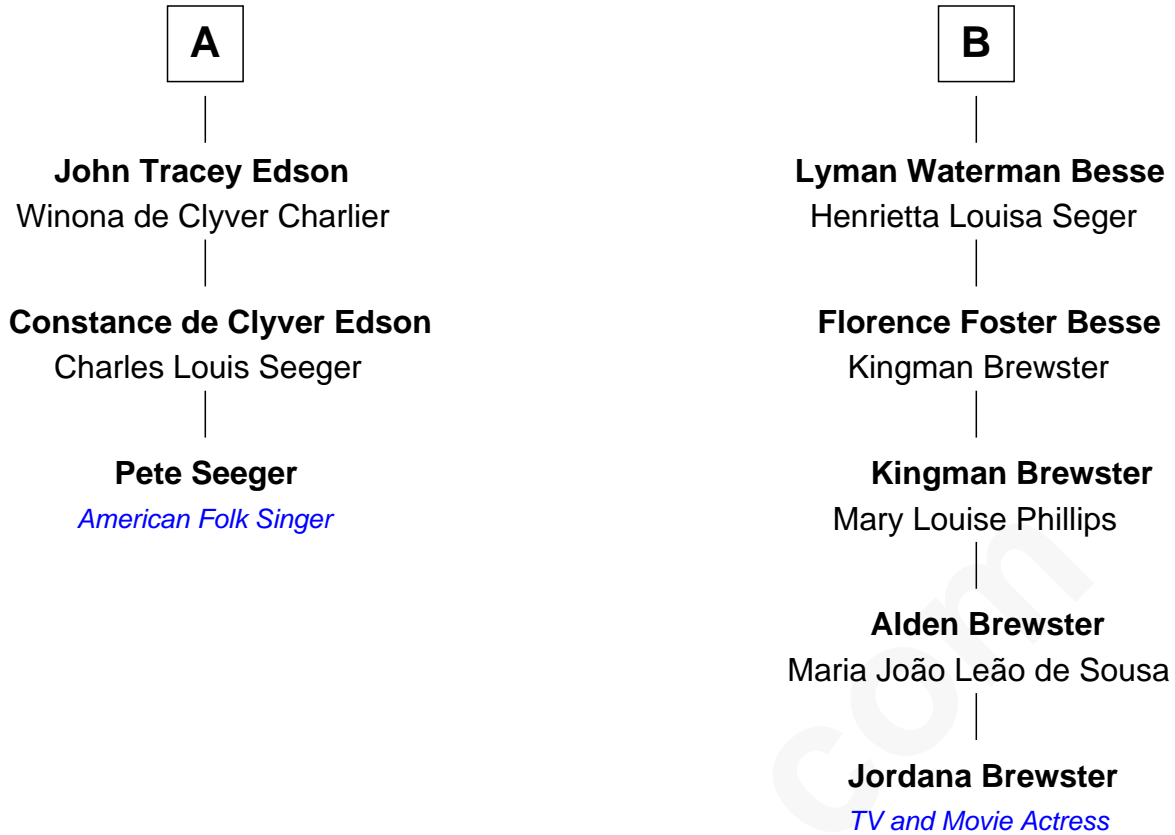 A
John Tracey Edson
Winona de Clyver Charlier
Constance de Clyver Edson
Charles Louis Seeger
Pete Seeger
American Folk Singer
B
Lyman Waterman Besse
Henrietta Louisa Seger
Florence Foster Besse
Kingman Brewster
Kingman Brewster
Mary Louise Phillips
Alden Brewster
Maria João Leão de Sousa
Jordana Brewster
TV and Movie Actress
com